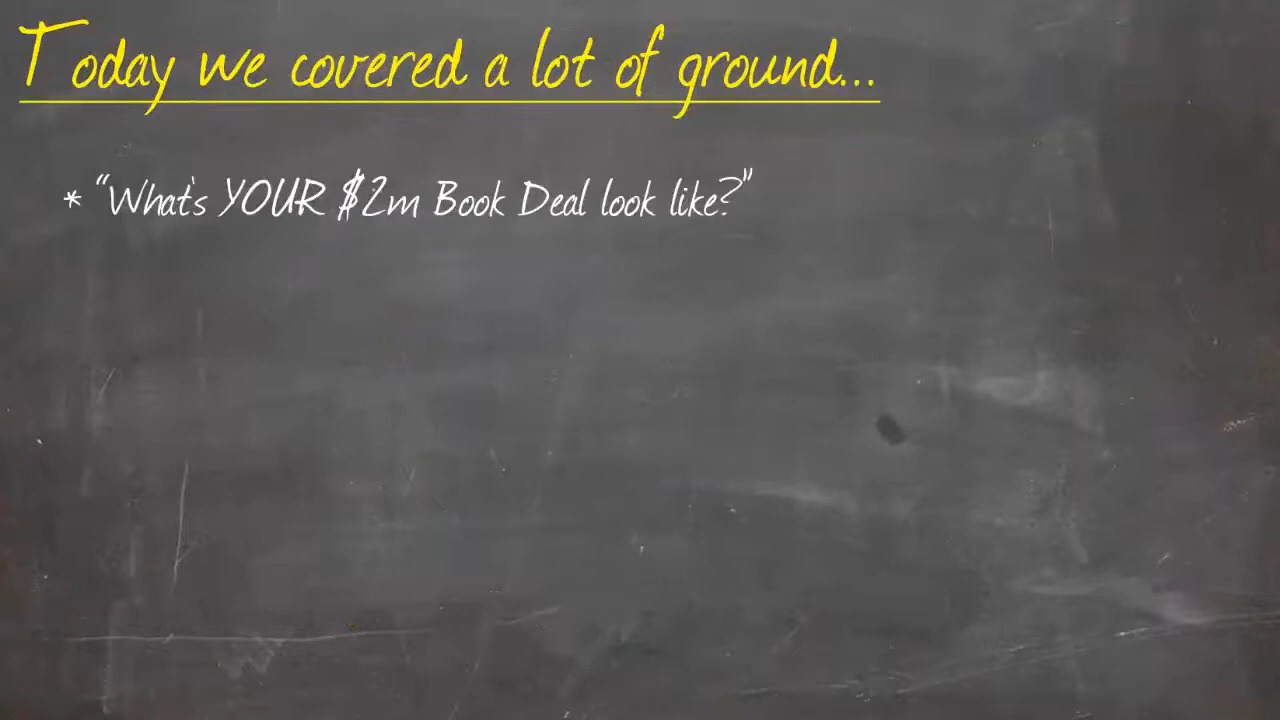 Today we covered a lot of ground...
* "What's YOUR $2m Book Deal look like?"